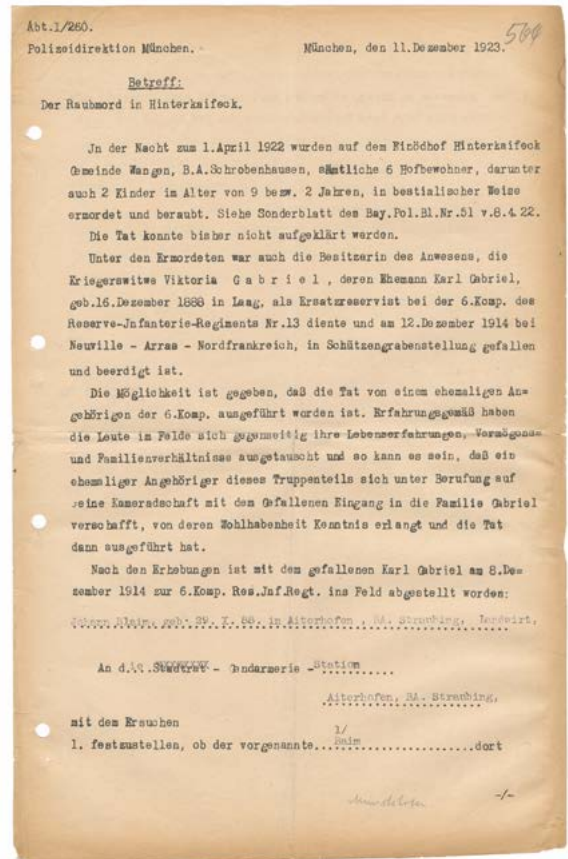 Abt.I/260.
Polizeidirektion München.
München, den 11.Dezember 1923.
Betreff:
Der Raubmord in Hinterkaifeck.
Jn der Nacht zum 1.April 1922 wurden auf dem Einödhof Hinterkaifeck
Gemeinde Wangen, B.A.Schrobenhausen, sämtliche 6 Hofbewohner, darunter
auch 2 Kinder im Alter von 9 bezw. 2 Jahren, in bestialischer Weise
ermordet und beraubt. Siehe Sonderblatt des Bay.Pol.Bl.Nr.51 v.8.4.22.
Die Tat konnte bisher nicht aufgeklärt werden.
Unter den Ermordeten war auch die Besitzerin des Anwesens, die
Kriegerswitwe Viktoria G a b r i e l , deren Ehemann Karl Gabriel,
geb.16.Dezember 1888 in Laag, als Ersatzreservist bei der 6.Komp. des
Reserve-Jnfanterie-Regiments Nr.13 diente und am 12.Dezember 1914 bei
Neuville - Arras - Nordfrankreich, in Schützengrabenstellung gefallen
und beerdigt ist.
Die Möglichkeit ist gegeben, daß die Tat von einem ehemaligen An=
gehörigen der 6.Komp. ausgeführt worden ist. Erfahrungsgemäß haben
die Leute im Felde sich gegenseitig ihre Lebenserfahrungen, Vermögens=
und Familienverhältnisse ausgetauscht und so kann es sein, daß ein
ehemaliger Angehöriger dieses Truppenteils sich unter Berufung auf
seine Kameradschaft mit dem Gefallenen Eingang in die Familie Gabriel
verschafft, von deren Wohlhabenheit Kenntnis erlangt und die Tat
dann ausgeführt hat.
Nach den Erhebungen ist mit dem gefallenen Karl Gabriel am 8.De=
zember 1914 zur 6.Komp. Res.Jnf.Regt. ins Feld abgestellt worden:
Johann geb. 29. X. 88. in Aiterhofen , BA. Straubing, Landwirt,
An d.ie Stadtrat - Gendarmerie - Station
Aiterhofen, BA. Straubing,
mit dem Ersuchen
1. festzustellen, ob der vorgenannte dort
-/-